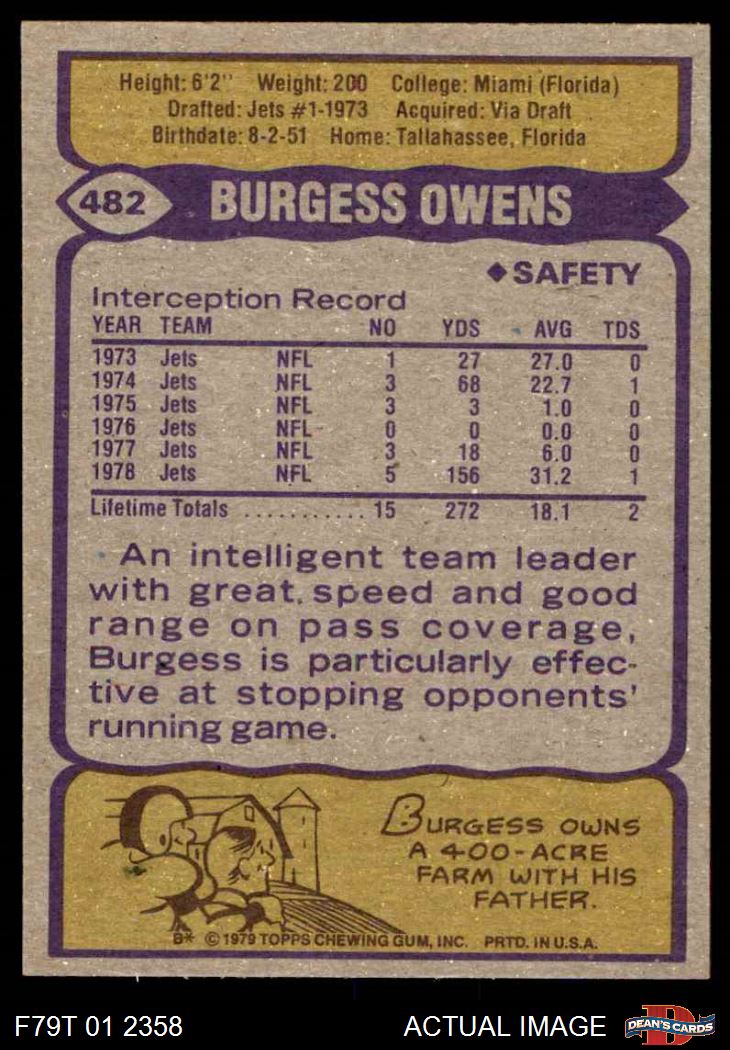 Height: 6'2" Weight: 200 College: Miami (Florida)
Drafted: Jets #1-1973 Acquired: Via Draft
Birthdate: 8-2-51 Home: Tallahassee, Florida
482 BURGESS OWENS
◆SAFETY
Interception Record
YEAR TEAM NO YDS AVG TDS
1973 Jets NFL 1 27 27.0 0
1974 Jets NFL 3 68 22.7 1
1975 Jets NFL 3 3 1.0 0
1976 Jets NFL 0 0 0.0 0
1977 Jets NFL 3 18 6.0 0
1978 Jets NFL 5 156 31.2 1
Lifetime Totals ........... 15 272 18.1 2
An intelligent team leader
with great speed and good
range on pass coverage,
Burgess is particularly effec-
tive at stopping opponents'
running game.
BURGESS OWNS
A 400-ACRE
FARM WITH HIS
FATHER.
B* © 1979 TOPPS CHEWING GUM, INC. PRTD. IN U.S.A.
F79T 01 2358 ACTUAL IMAGE D DEAN'S CARDS